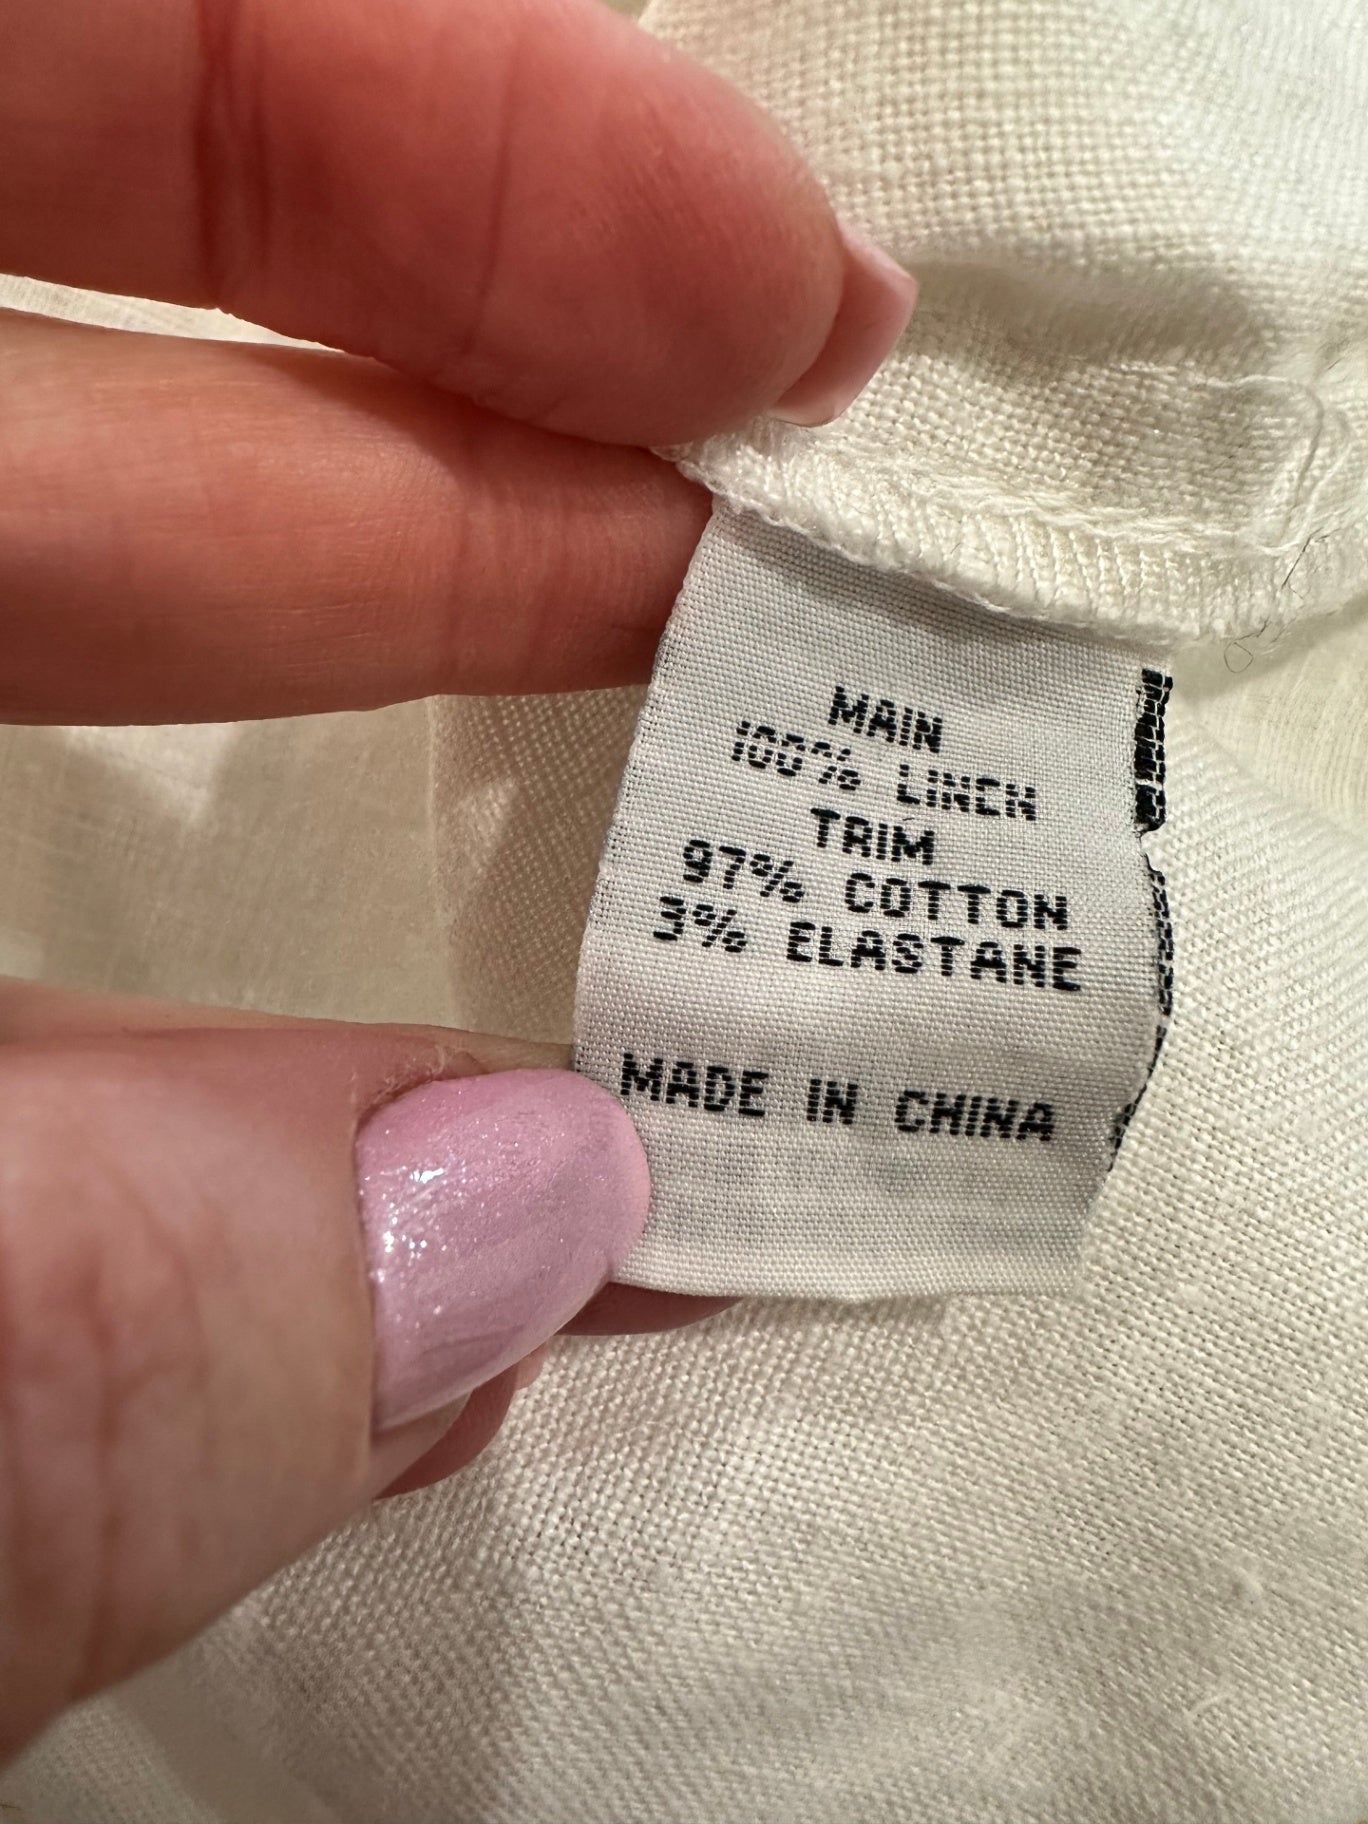 MAIN
100% LINEN
TRIM
97% COTTON
3% ELASTANE
MADE IN CHINA